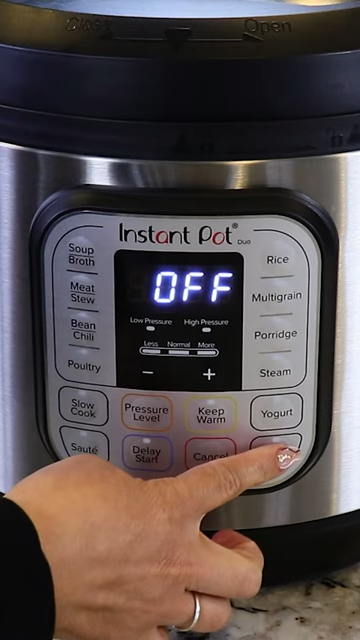 Close
Open
Instant Pot® Duo
OFF
Soup
Broth
Meat
Stew
Bean
Chili
Poultry
Slow
Cook
Sauté
Low Pressure
High Pressure
Less Normal More
− +
Pressure
Level
Keep
Warm
Delay
Start
Cancel
Rice
Multigrain
Porridge
Steam
Yogurt